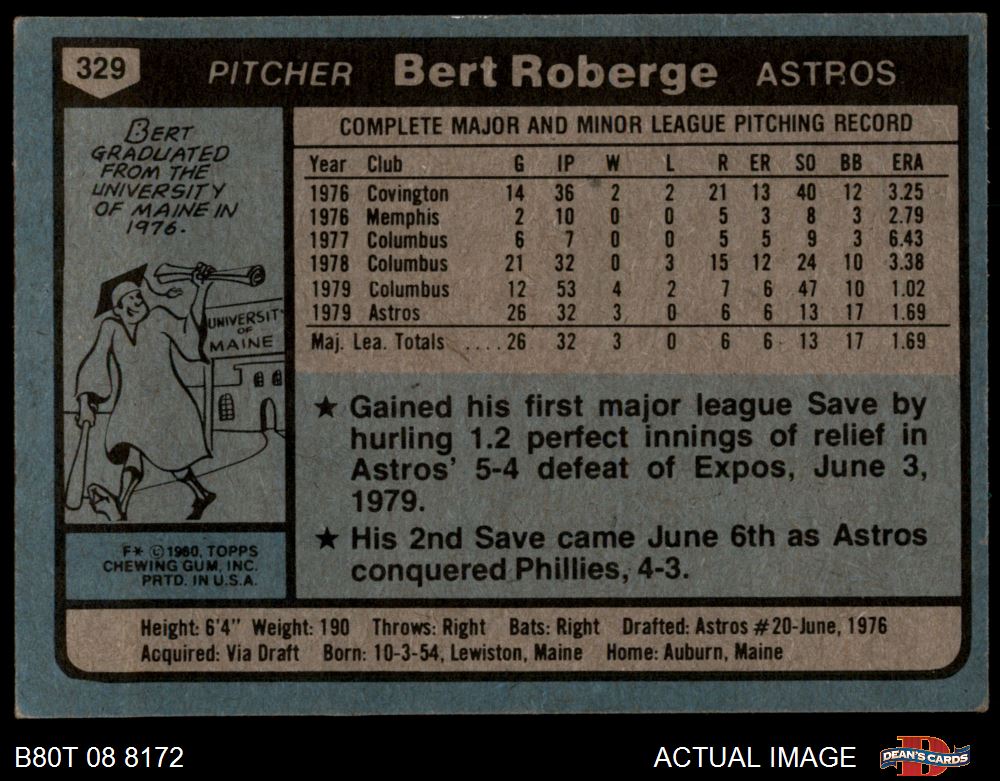 329 PITCHER Bert Roberge ASTROS
BERT
GRADUATED
FROM THE
UNIVERSITY
OF MAINE IN
1976.
UNIVERSITY
OF
MAINE
F* © 1980, TOPPS
CHEWING GUM, INC.
PRTD. IN U.S.A.
COMPLETE MAJOR AND MINOR LEAGUE PITCHING RECORD
Year Club G IP W L R ER SO BB ERA
1976 Covington 14 36 2 2 21 13 40 12 3.25
1976 Memphis 2 10 0 0 5 3 8 3 2.79
1977 Columbus 6 7 0 0 5 5 9 3 6.43
1978 Columbus 21 32 0 3 15 12 24 10 3.38
1979 Columbus 12 53 4 2 7 6 47 10 1.02
1979 Astros 26 32 3 0 6 6 13 17 1.69
Maj. Lea. Totals ....26 32 3 0 6 6 13 17 1.69
★ Gained his first major league Save by
hurling 1.2 perfect innings of relief in
Astros' 5-4 defeat of Expos, June 3,
1979.
★ His 2nd Save came June 6th as Astros
conquered Phillies, 4-3.
Height: 6'4" Weight: 190 Throws: Right Bats: Right Drafted: Astros #20-June, 1976
Acquired: Via Draft Born: 10-3-54, Lewiston, Maine Home: Auburn, Maine
B80T 08 8172 ACTUAL IMAGE DEAN'S CARDS